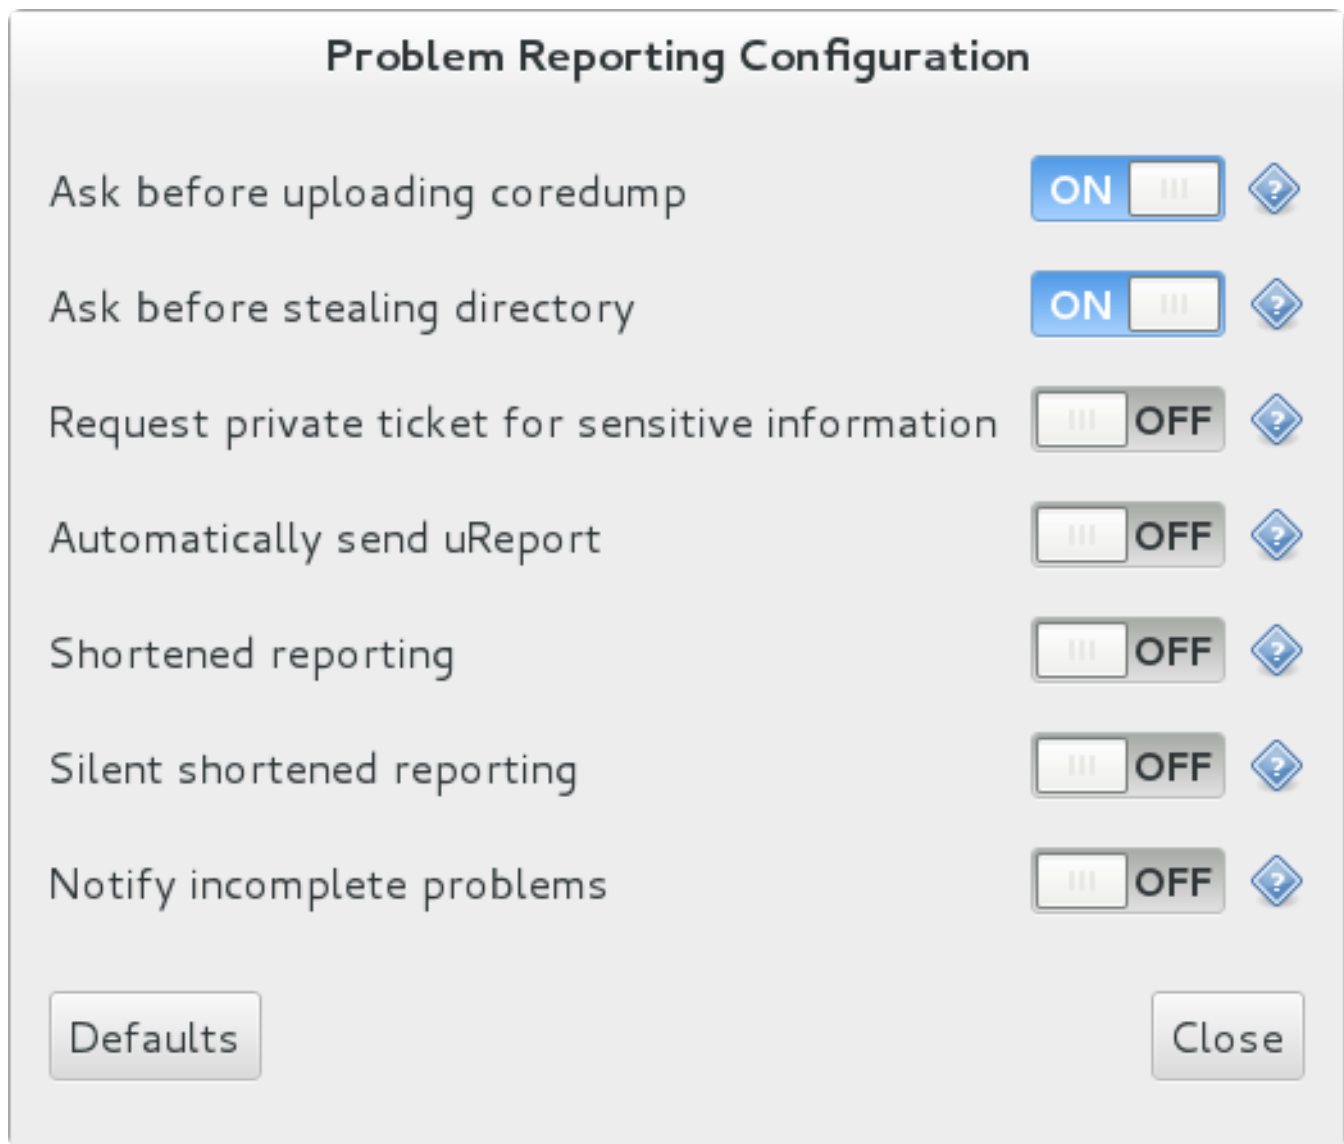 Problem Reporting Configuration
Ask before uploading coredump ON ?
Ask before stealing directory ON ?
Request private ticket for sensitive information OFF ?
Automatically send uReport OFF ?
Shortened reporting OFF ?
Silent shortened reporting OFF ?
Notify incomplete problems OFF ?
Defaults Close